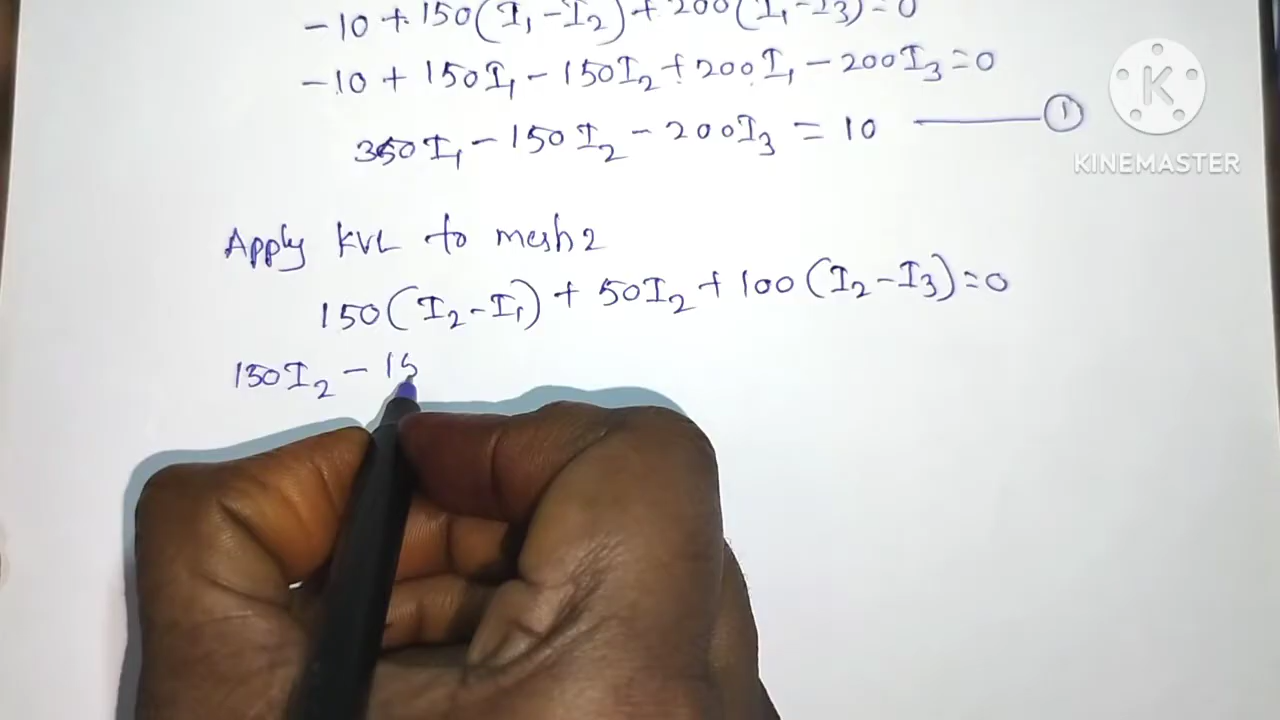 -10 + 150(I₁ - I₂) + 200(I₁ - I₃) = 0
-10 + 150I₁ - 150I₂ + 200I₁ - 200I₃ = 0
350I₁ - 150I₂ - 200I₃ = 10 ——— ①
K
KINEMASTER
Apply KVL to mesh 2
150(I₂ - I₁) + 50I₂ + 100(I₂ - I₃) = 0
150I₂ - 15